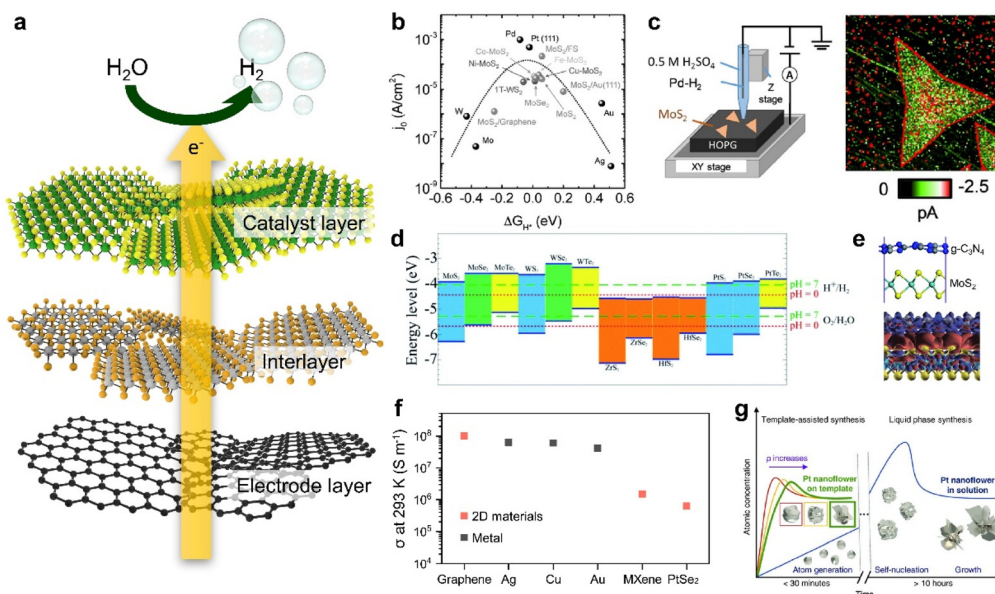 a
H₂O
H₂
e⁻
Catalyst layer
Interlayer
Electrode layer
b
j₀ (A/cm²)
10⁻³
10⁻⁵
10⁻⁷
10⁻⁹
Pd
Pt (111)
MoS₂/FS
Co-MoS₂
Fe-MoS₂
Ni-MoS₂
Cu-MoS₂
1T-WS₂
MoS₂/Au(111)
MoSe₂
MoS₂
MoS₂/Graphene
W
Mo
Au
Ag
-0.6 -0.4 -0.2 0.0 0.2 0.4 0.6
ΔG_H* (eV)
c
0.5 M H₂SO₄
Pd-H₂
Z
stage
A
MoS₂
HOPG
XY stage
0 -2.5
pA
d
Energy level (eV)
-3
-4
-5
-6
-7
MoS₂ MoSe₂ MoTe₂ WS₂ WSe₂ WTe₂
ZrS₂ ZrSe₂ HfS₂ HfSe₂
PtS₂ PtSe₂ PtTe₂
pH = 7
H⁺/H₂
pH = 0
pH = 7
O₂/H₂O
pH = 0
e
g-C₃N₄
MoS₂
f
σ at 293 K (S m⁻¹)
10⁸
10⁷
10⁶
10⁵
10⁴
2D materials
Metal
Graphene Ag Cu Au MXene PtSe₂
g
Template-assisted synthesis
Liquid phase synthesis
Atomic concentration
ρ increases
Pt nanoflower
on template
Pt nanoflower
in solution
Atom generation
Self-nucleation
Growth
< 30 minutes
> 10 hours
Time